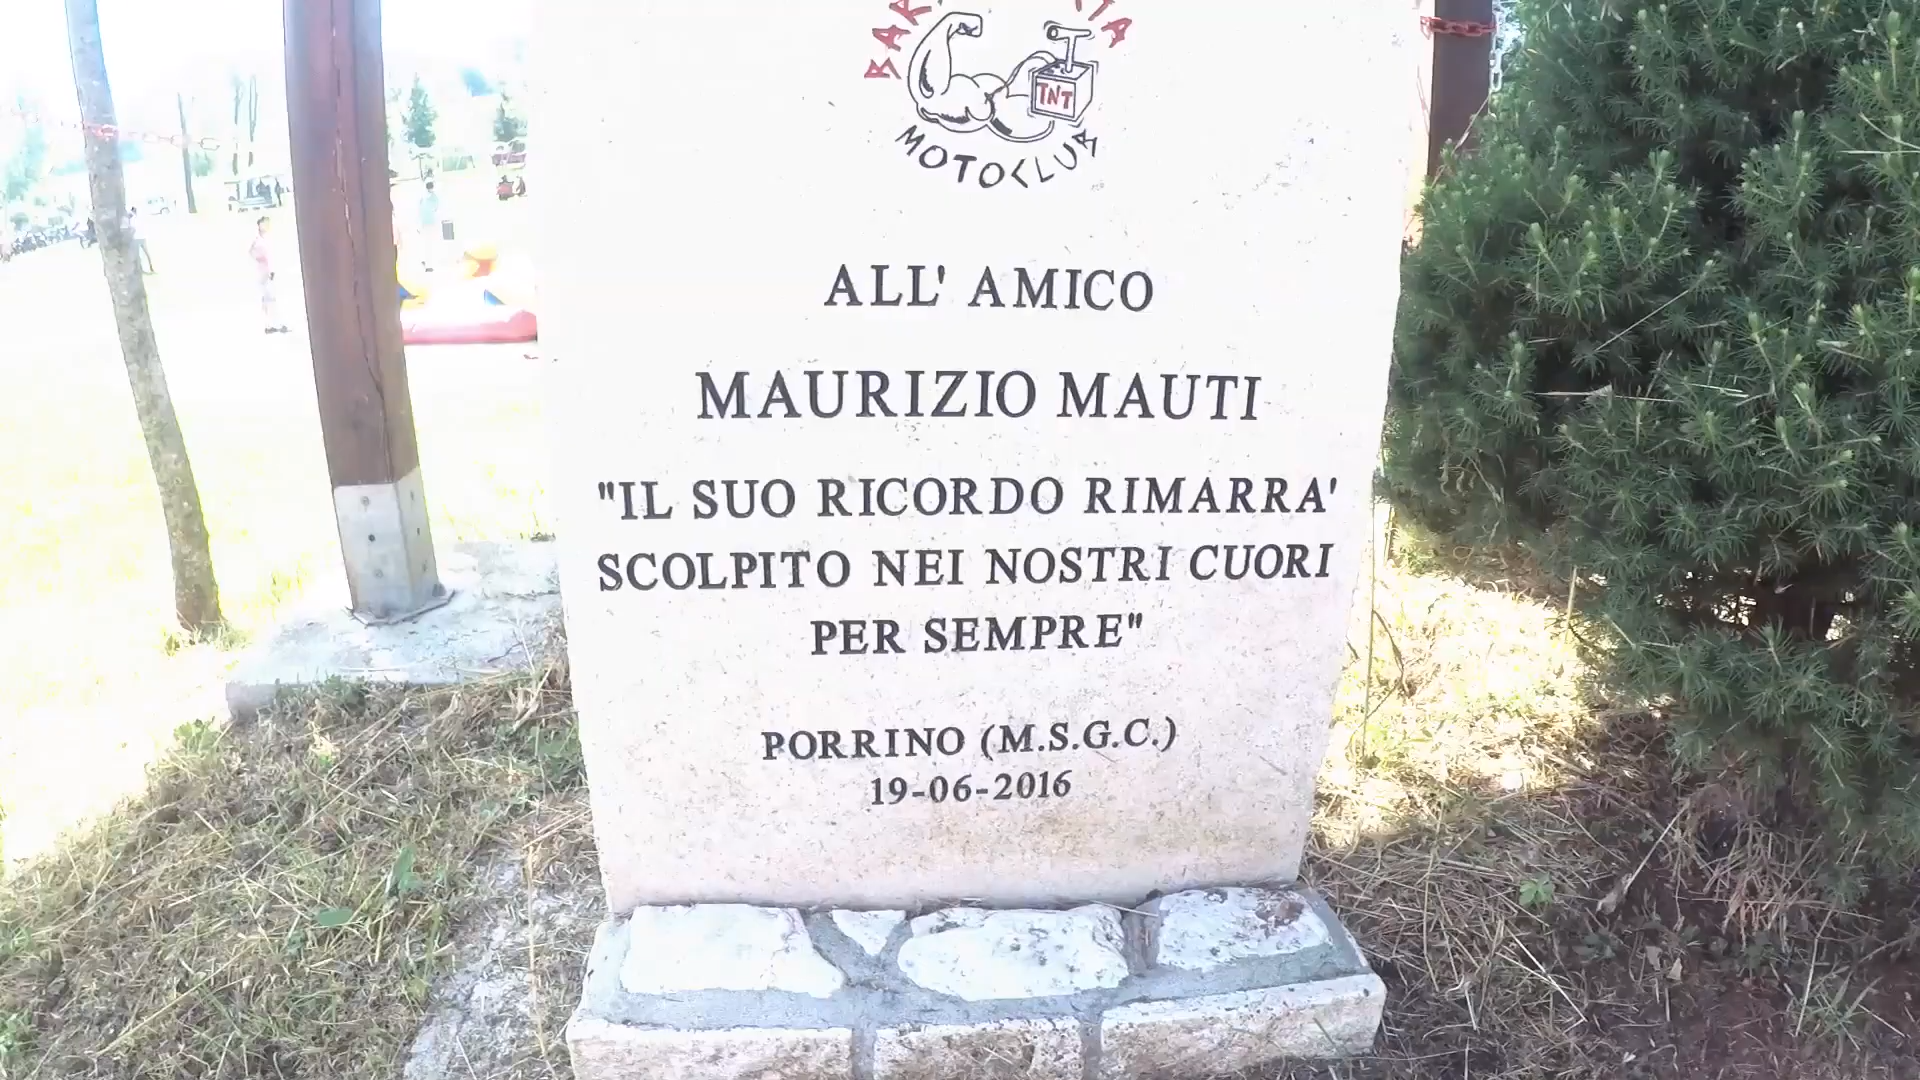 TNT
MOTOCLUB
ALL' AMICO
MAURIZIO MAUTI
"IL SUO RICORDO RIMARRA'
SCOLPITO NEI NOSTRI CUORI
PER SEMPRE"
PORRINO (M.S.G.C.)
19-06-2016